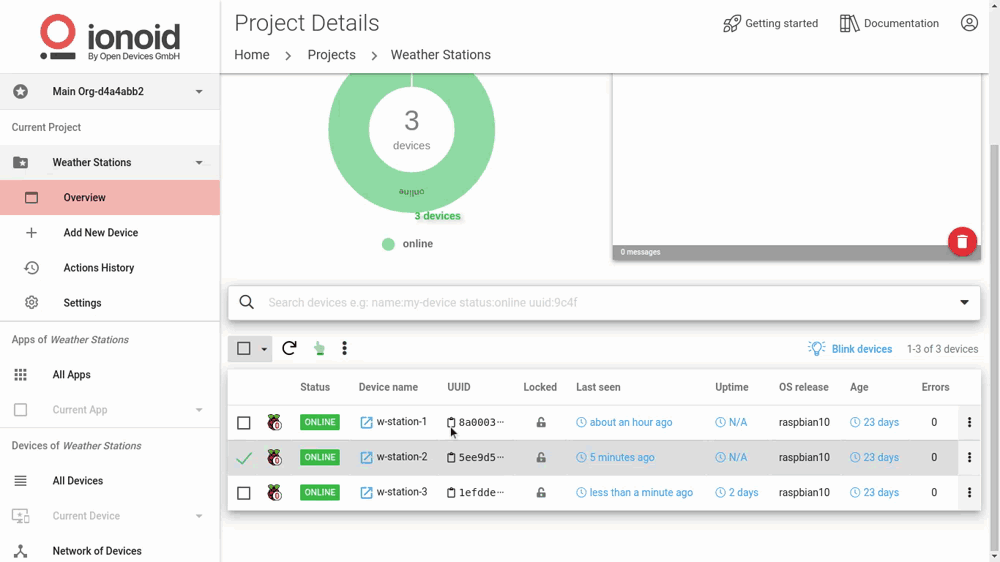 ionoid
By Open Devices GmbH
Main Org-d4a4abb2
Current Project
Weather Stations
Overview
Add New Device
Actions History
Settings
Apps of Weather Stations
All Apps
Current App
Devices of Weather Stations
All Devices
Current Device
Network of Devices
Project Details
Getting started
Documentation
Home > Projects > Weather Stations
3
devices
online
3 devices
online
0 messages
Search devices e.g: name:my-device status:online uuid:9c4f
Blink devices 1-3 of 3 devices
Status Device name UUID Locked Last seen Uptime OS release Age Errors
ONLINE w-station-1 8a0003··· about an hour ago N/A raspbian10 23 days 0
ONLINE w-station-2 5ee9d5··· 5 minutes ago N/A raspbian10 23 days 0
ONLINE w-station-3 1efdde··· less than a minute ago 2 days raspbian10 23 days 0